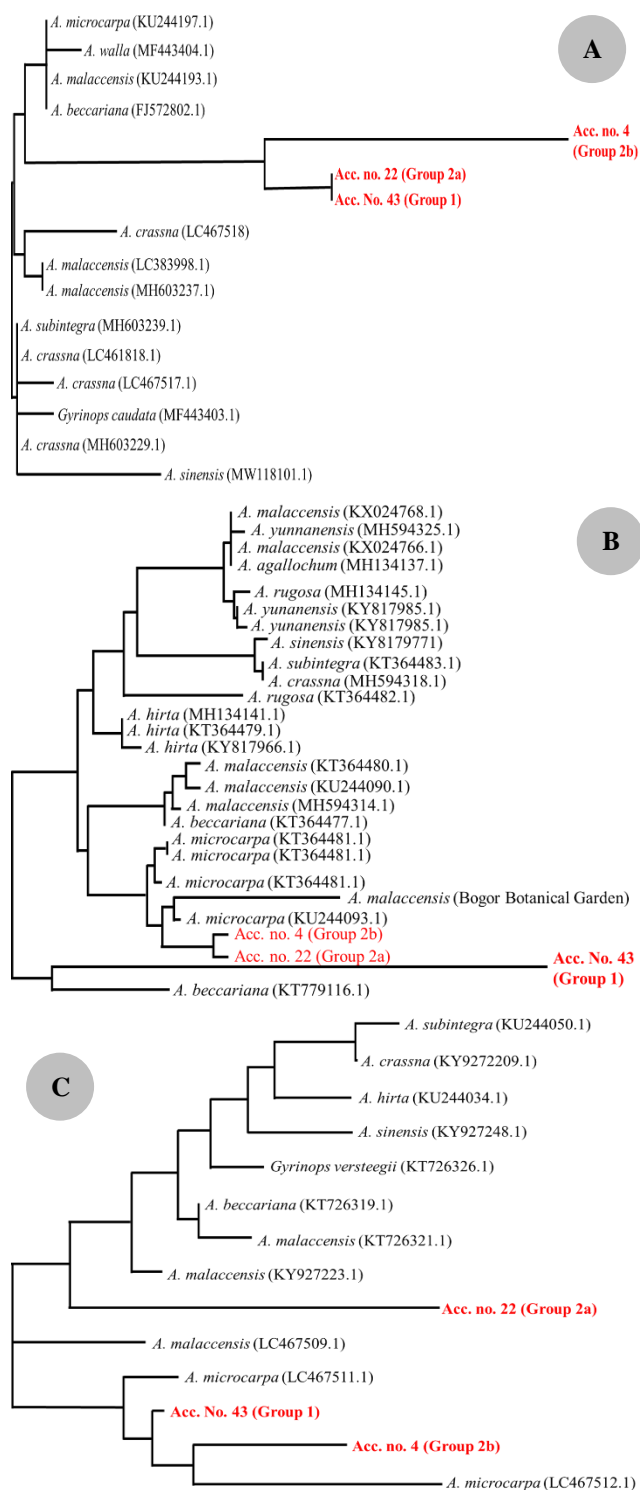 A. microcarpa (KU244197.1)
A
A. walla (MF443404.1)
A. malaccensis (KU244193.1)
A. beccariana (FJ572802.1)
Acc. no. 4
(Group 2b)
Acc. no. 22 (Group 2a)
Acc. No. 43 (Group 1)
A. crassna (LC467518)
A. malaccensis (LC383998.1)
A. malaccensis (MH603237.1)
A. subintegra (MH603239.1)
A. crassna (LC461818.1)
A. crassna (LC467517.1)
Gyrinops caudata (MF443403.1)
A. crassna (MH603229.1)
A. sinensis (MW118101.1)
A. malaccensis (KX024768.1)
B
A. yunnanensis (MH594325.1)
A. malaccensis (KX024766.1)
A. agallochum (MH134137.1)
A. rugosa (MH134145.1)
A. yunanensis (KY817985.1)
A. yunanensis (KY817985.1)
A. sinensis (KY8179771)
A. subintegra (KT364483.1)
A. crassna (MH594318.1)
A. rugosa (KT364482.1)
A. hirta (MH134141.1)
A. hirta (KT364479.1)
A. hirta (KY817966.1)
A. malaccensis (KT364480.1)
A. malaccensis (KU244090.1)
A. malaccensis (MH594314.1)
A. beccariana (KT364477.1)
A. microcarpa (KT364481.1)
A. microcarpa (KT364481.1)
A. microcarpa (KT364481.1)
A. malaccensis (Bogor Botanical Garden)
A. microcarpa (KU244093.1)
Acc. no. 4 (Group 2b)
Acc. no. 22 (Group 2a)
Acc. No. 43
(Group 1)
A. beccariana (KT779116.1)
C
A. subintegra (KU244050.1)
A. crassna (KY9272209.1)
A. hirta (KU244034.1)
A. sinensis (KY927248.1)
Gyrinops versteegii (KT726326.1)
A. beccariana (KT726319.1)
A. malaccensis (KT726321.1)
A. malaccensis (KY927223.1)
Acc. no. 22 (Group 2a)
A. malaccensis (LC467509.1)
A. microcarpa (LC467511.1)
Acc. No. 43 (Group 1)
Acc. no. 4 (Group 2b)
A. microcarpa (LC467512.1)